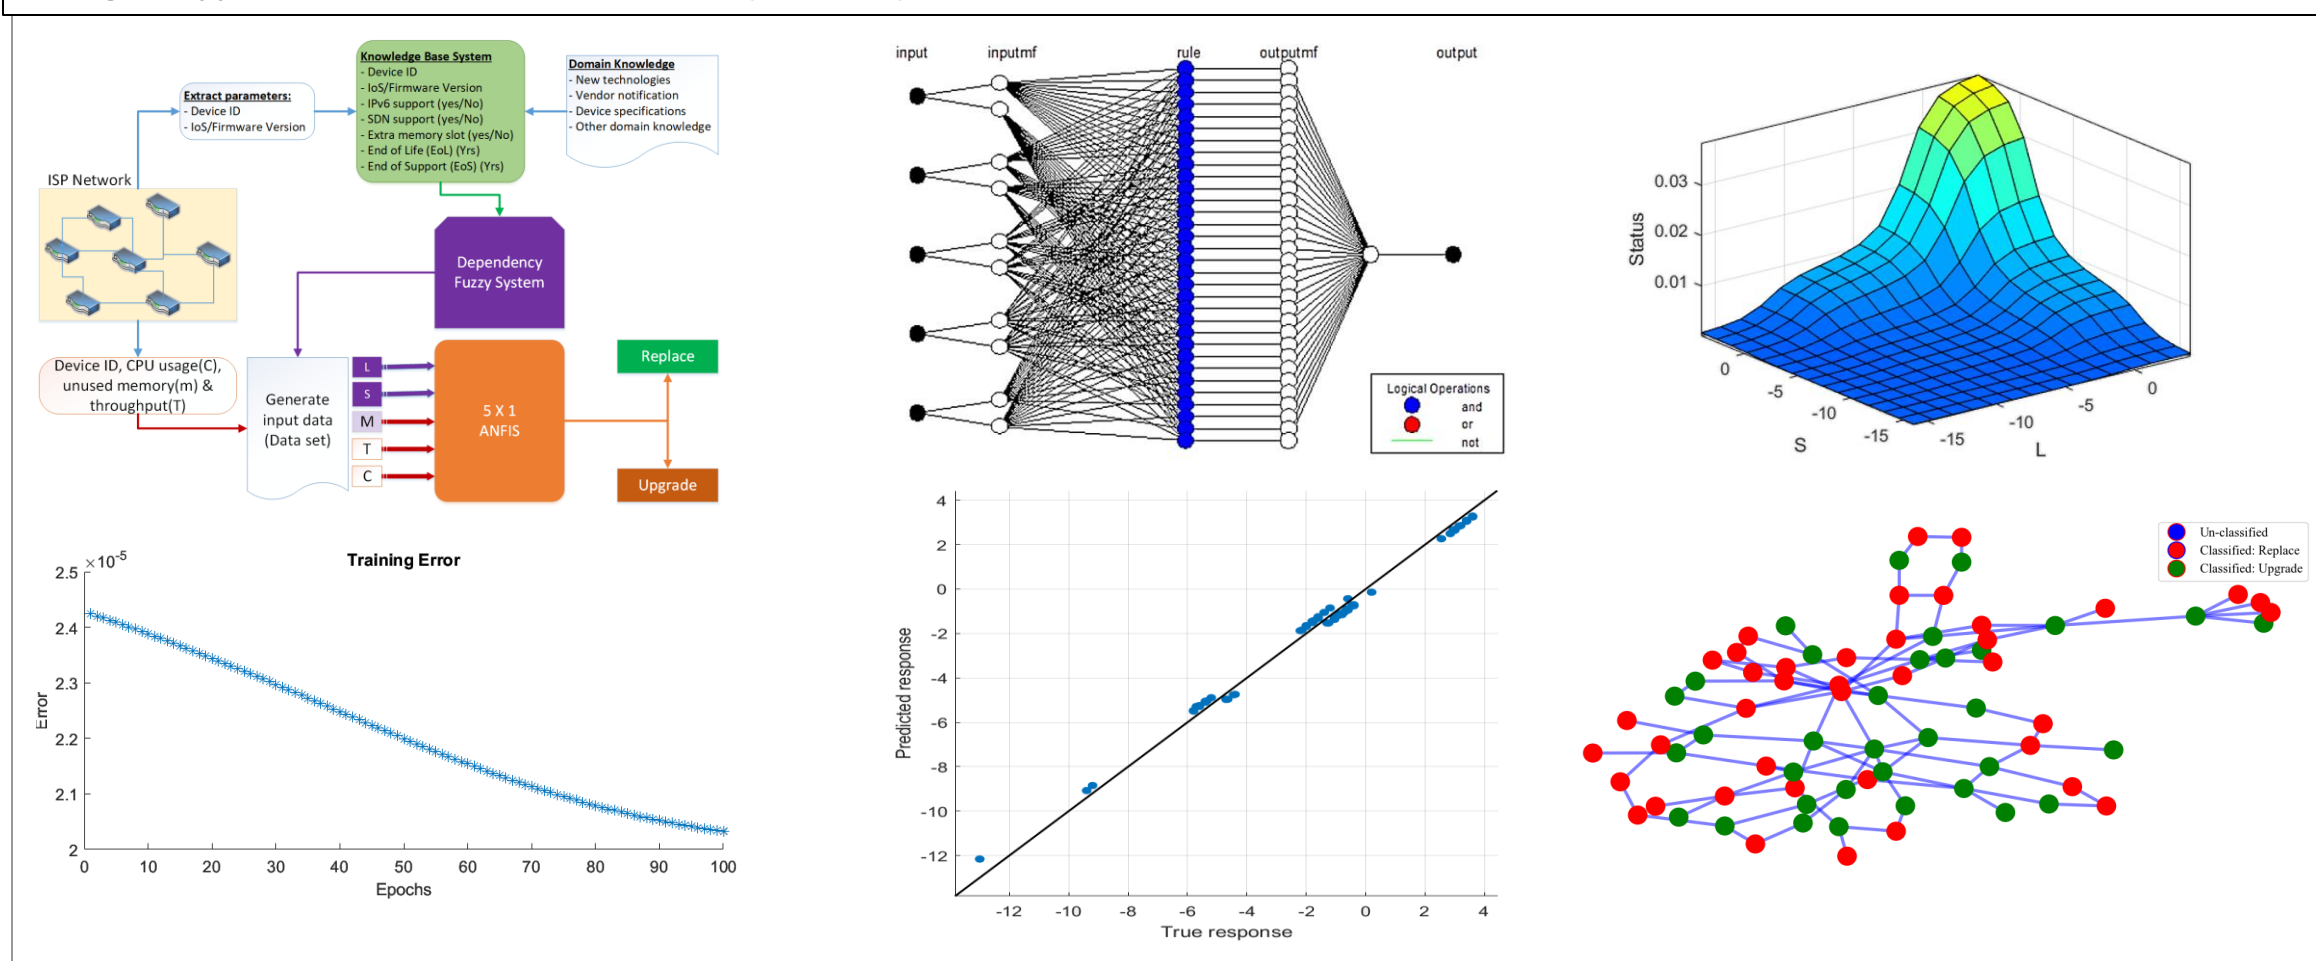 Extract parameters:
- Device ID
- IoS/Firmware Version
Knowledge Base System
- Device ID
- IoS/Firmware Version
- IPv6 support (yes/No)
- SDN support (yes/No)
- Extra memory slot (yes/No)
- End of Life (EoL) (Yrs)
- End of Support (EoS) (Yrs)
Domain Knowledge
- New technologies
- Vendor notification
- Device specifications
- Other domain knowledge
ISP Network
Dependency
Fuzzy System
Device ID, CPU usage(C),
unused memory(m) &
throughput(T)
Generate
input data
(Data set)
L
S
M
T
C
5 X 1
ANFIS
Replace
Upgrade
input
inputmf
rule
outputmf
output
Logical Operations
and
or
not
Status
0.03
0.02
0.01
0
-5
-10
-15
S
-15
-10
-5
0
L
Training Error
×10-5
2.5
2.4
2.3
2.2
2.1
2
Error
0 10 20 30 40 50 60 70 80 90 100
Epochs
4
2
0
-2
-4
-6
-8
-10
-12
Predicted response
-12 -10 -8 -6 -4 -2 0 2 4
True response
Un-classified
Classified: Replace
Classified: Upgrade